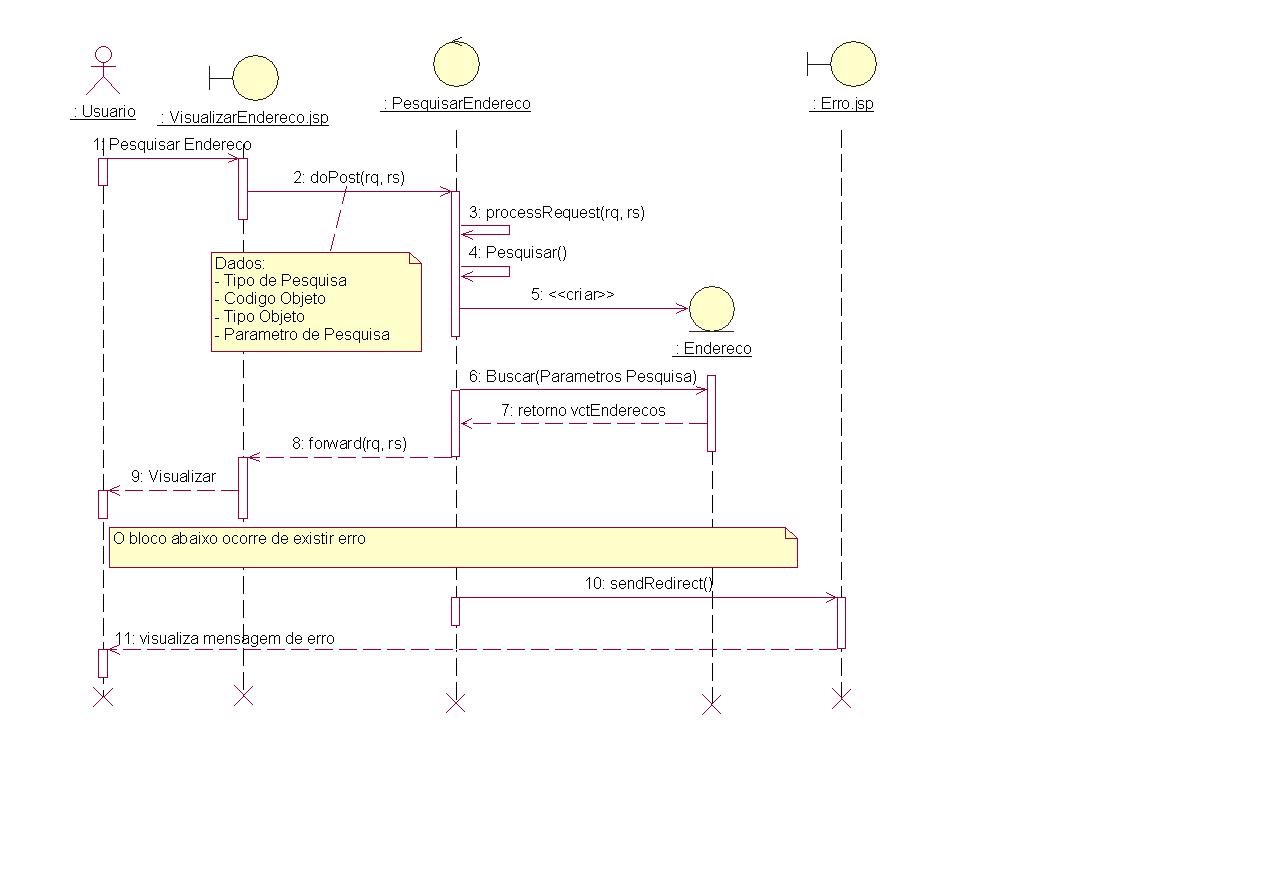 : Usuario
: VisualizarEndereco.jsp
: PesquisarEndereco
: Erro.jsp
1: Pesquisar Endereco
2: doPost(rq, rs)
3: processRequest(rq, rs)
4: Pesquisar()
Dados:
- Tipo de Pesquisa
- Codigo Objeto
- Tipo Objeto
- Parametro de Pesquisa
5: <<criar>>
: Endereco
6: Buscar(Parametros Pesquisa)
7: retorno vctEnderecos
8: forward(rq, rs)
9: Visualizar
O bloco abaixo ocorre de existir erro
10: sendRedirect()
11: visualiza mensagem de erro